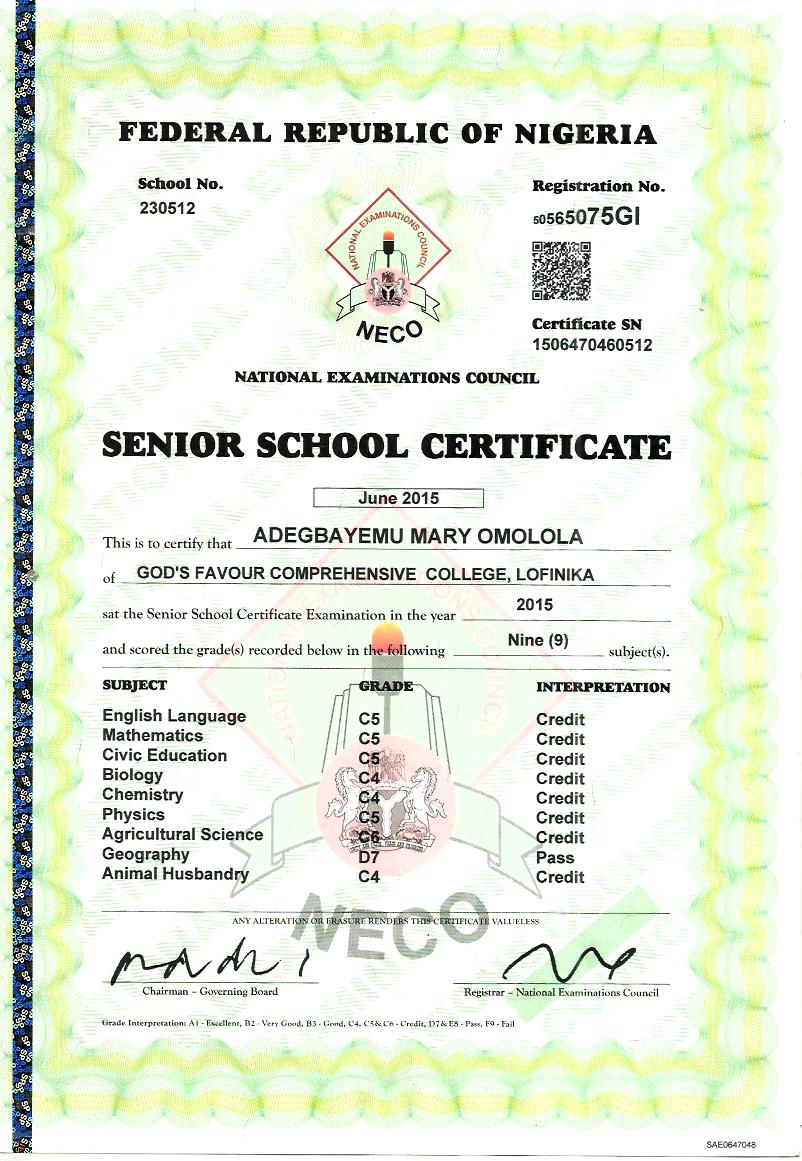 FEDERAL REPUBLIC OF NIGERIA
School No.
230512
Registration No.
50565075GI
NATIONAL EXAMINATIONS COUNCIL
NECO
Certificate SN
1506470460512
NATIONAL EXAMINATIONS COUNCIL
SENIOR SCHOOL CERTIFICATE
June 2015
This is to certify that ADEGBAYEMU MARY OMOLOLA
of GOD'S FAVOUR COMPREHENSIVE COLLEGE, LOFINIKA
sat the Senior School Certificate Examination in the year 2015
and scored the grade(s) recorded below in the following Nine (9) subject(s).
SUBJECT GRADE INTERPRETATION
English Language C5 Credit
Mathematics C5 Credit
Civic Education C5 Credit
Biology C4 Credit
Chemistry C4 Credit
Physics C5 Credit
Agricultural Science C6 Credit
Geography D7 Pass
Animal Husbandry C4 Credit
NATIONAL EXAMINATIONS COUNCIL
NECO
ANY ALTERATION OR ERASURE RENDERS THIS CERTIFICATE VALUELESS
Chairman – Governing Board
Registrar – National Examinations Council
Grade Interpretation: A1 - Excellent, B2 - Very Good, B3 - Good, C4, C5 & C6 - Credit, D7 & E8 - Pass, F9 - Fail
SAE0647048